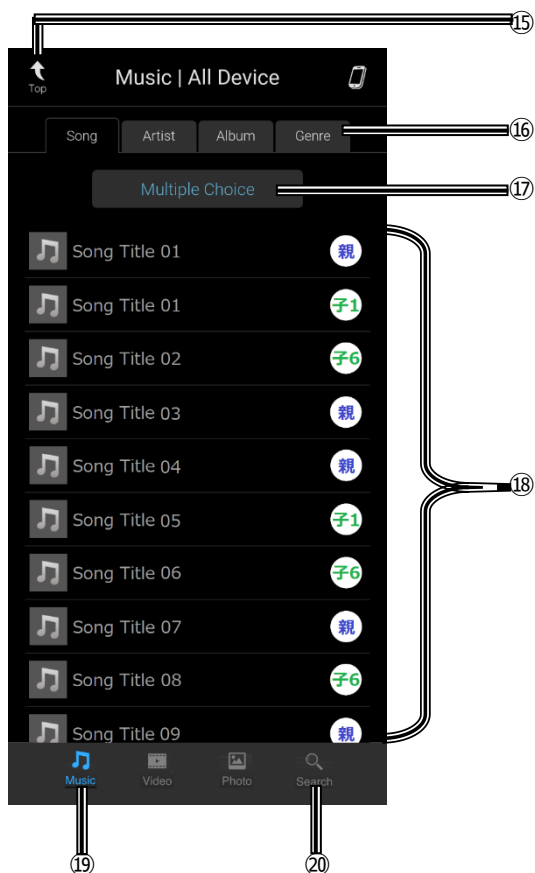 ⑮
Top
Music | All Device
Song Artist Album Genre
⑯
Multiple Choice
⑰
Song Title 01 親
Song Title 01 子1
Song Title 02 子6
Song Title 03 親
Song Title 04 親
⑱
Song Title 05 子1
Song Title 06 子6
Song Title 07 親
Song Title 08 子6
Song Title 09 親
Music Video Photo Search
⑲ ⑳